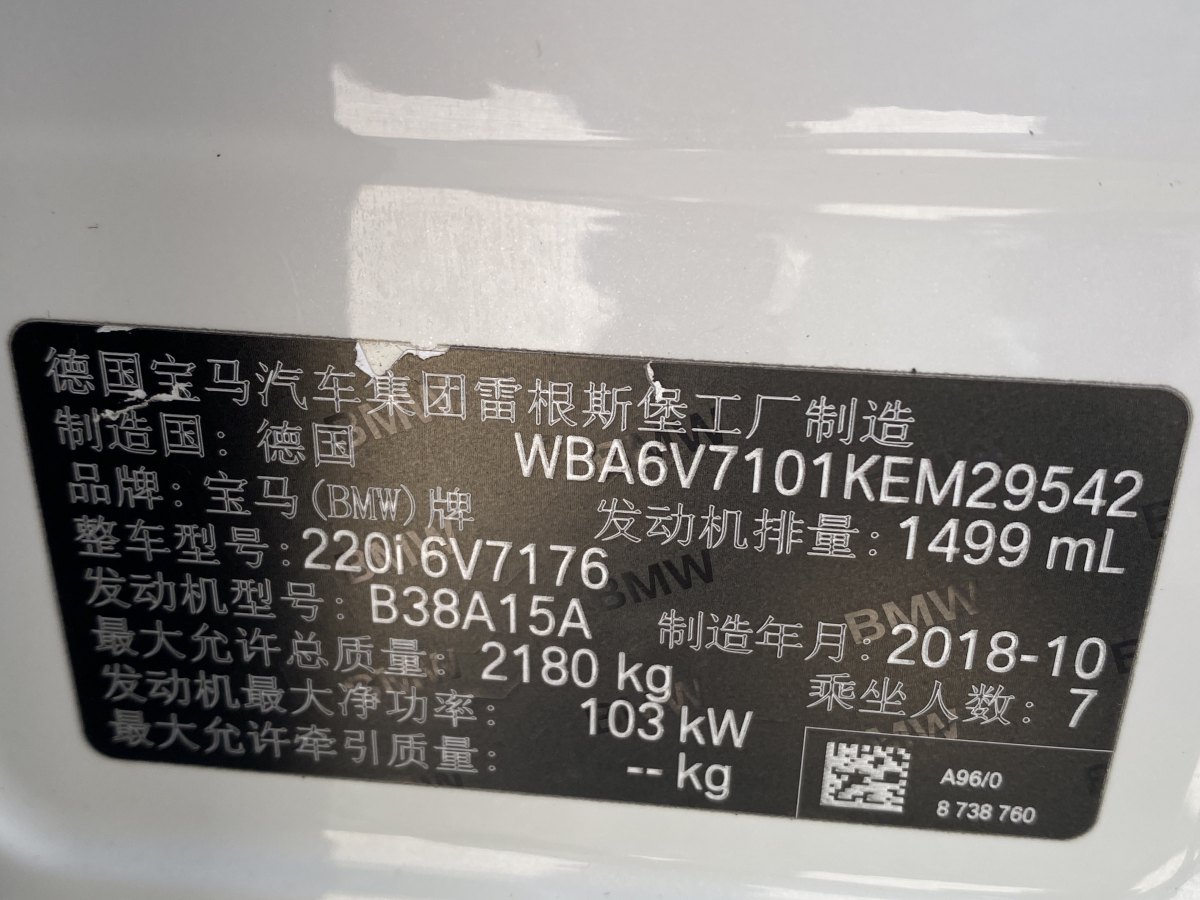 德国宝马汽车集团雷根斯堡工厂制造
制造国：德国 WBA6V7101KEM29542
品牌：宝马(BMW)牌 发动机排量：1499 mL
整车型号：220i 6V7176
发动机型号：B38A15A 制造年月：2018-10
最大允许总质量：2180 kg 乘坐人数：7
发动机最大净功率：103 kW
最大允许牵引质量：-- kg
A96/0
8 738 760